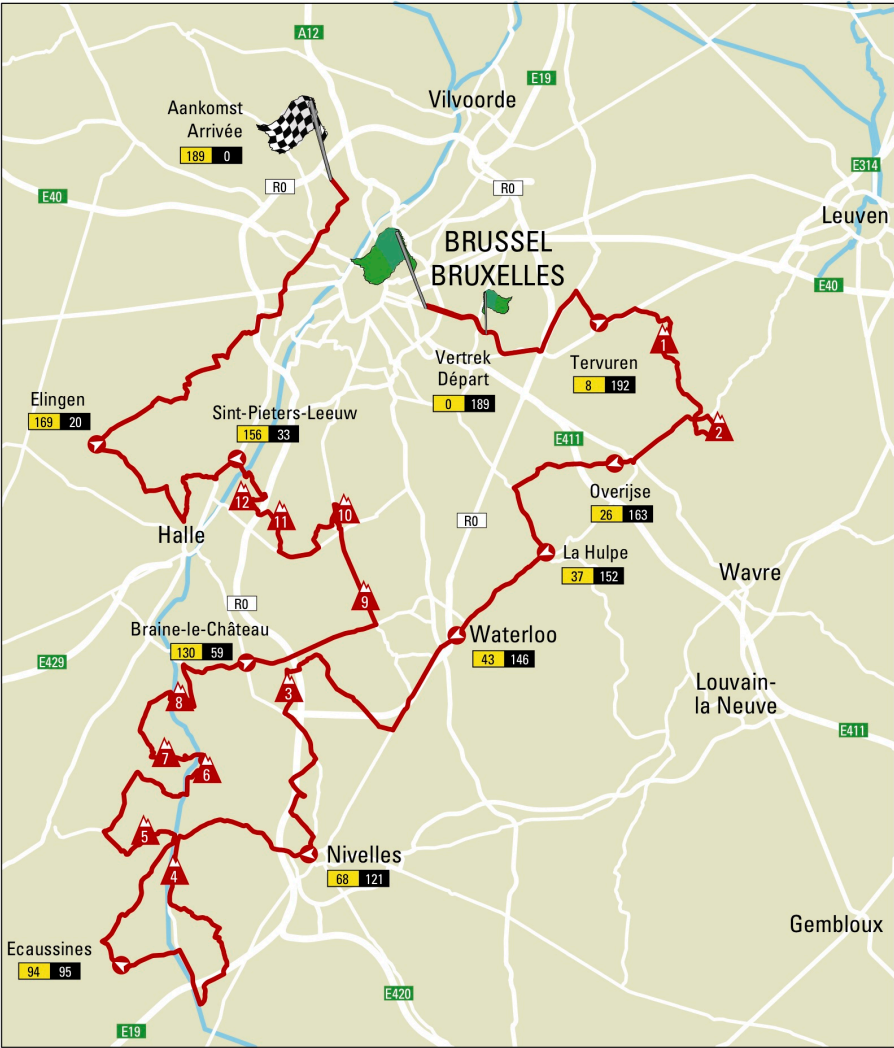 A12
E19
Vilvoorde
Aankomst
Arrivée
189 0
R0
R0
E40
E314
Leuven
BRUSSEL
BRUXELLES
E40
Vertrek
Départ
0 189
Tervuren
8 192
1
2
Elingen
169 20
Sint-Pieters-Leeuw
156 33
E411
Overijse
26 163
12
11
10
R0
Halle
La Hulpe
37 152
Wavre
9
R0
Braine-le-Château
130 59
Waterloo
43 146
E429
3
8
Louvain-
la Neuve
E411
7
6
5
4
Nivelles
68 121
Gembloux
Ecaussines
94 95
E420
E19